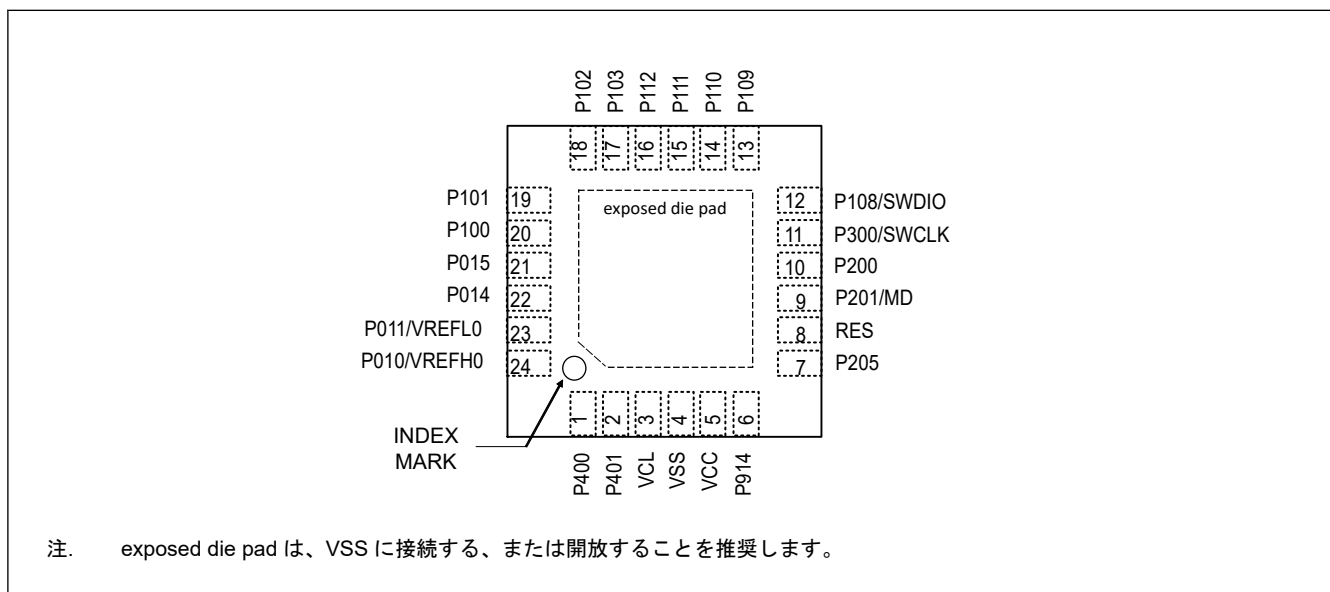 P102
P103
P112
P111
P110
P109
18
17
16
15
14
13
P101 19
P100 20
P015 21
P014 22
P011/VREFL0 23
P010/VREFH0 24
exposed die pad
12 P108/SWDIO
11 P300/SWCLK
10 P200
9 P201/MD
8 RES
7 P205
INDEX
MARK
1
2
3
4
5
6
P400
P401
VCL
VSS
VCC
P914
注. exposed die pad は、VSS に接続する、または開放することを推奨します。